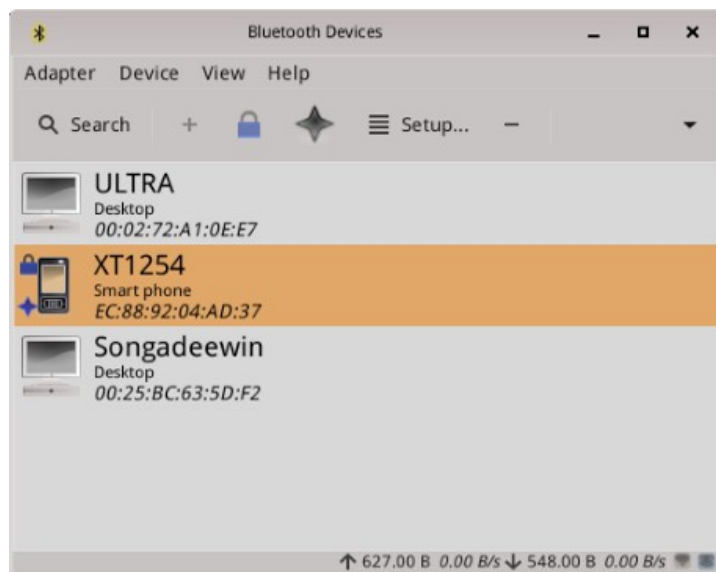 Bluetooth Devices
Adapter Device View Help
Search + Setup... −
ULTRA
Desktop
00:02:72:A1:0E:E7
XT1254
Smart phone
EC:88:92:04:AD:37
Songadeewin
Desktop
00:25:BC:63:5D:F2
↑ 627.00 B 0.00 B/s ↓ 548.00 B 0.00 B/s